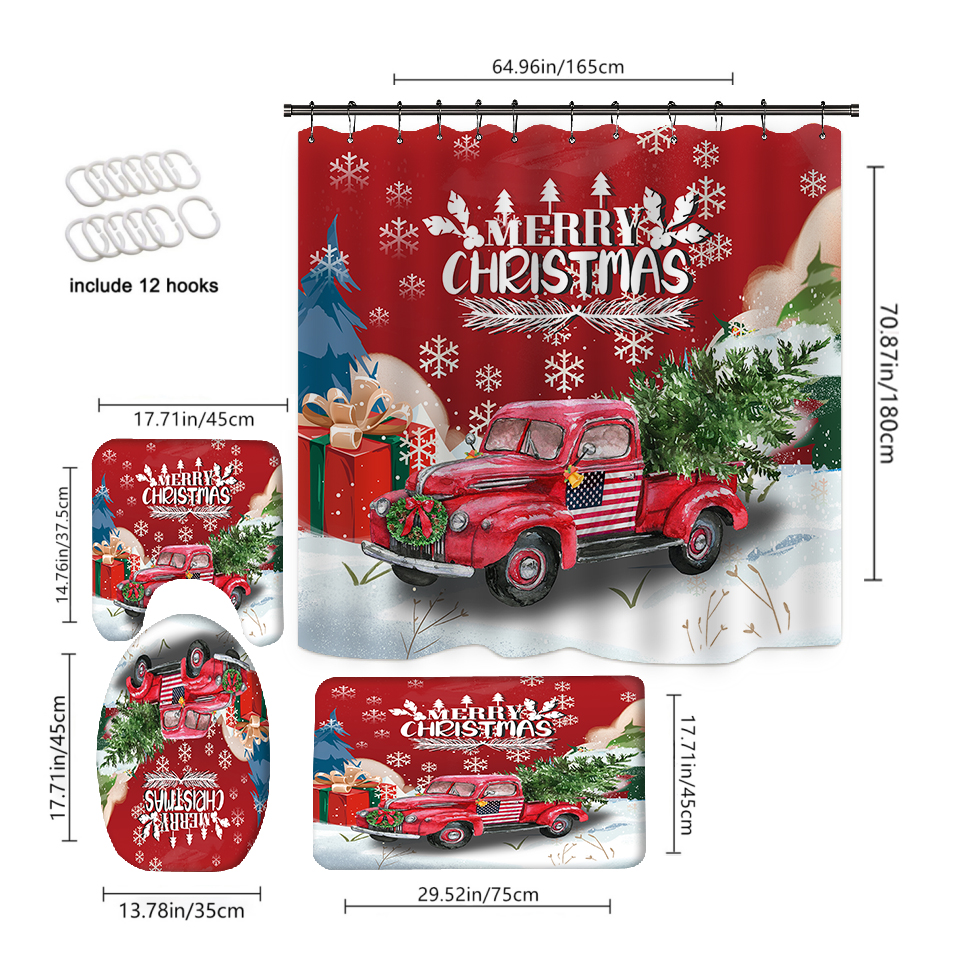 64.96in/165cm
MERRY
CHRISTMAS
include 12 hooks
70.87in/180cm
17.71in/45cm
MERRY
CHRISTMAS
14.76in/37.5cm
17.71in/45cm
MERRY
CHRISTMAS
13.78in/35cm
MERRY
CHRISTMAS
17.71in/45cm
29.52in/75cm